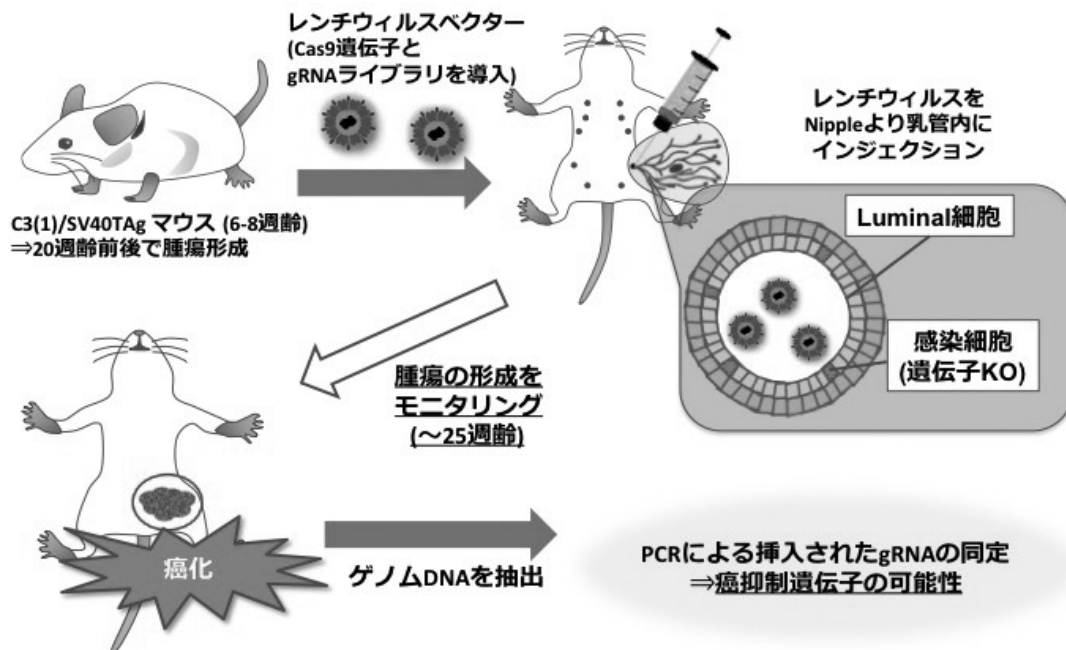 レンチウィルスベクター
(Cas9遺伝子と
gRNAライブラリを導入)
レンチウィルスを
Nippleより乳管内に
インジェクション
C3(1)/SV40TAg マウス (6-8週齢)
⇒20週齢前後で腫瘍形成
Luminal細胞
感染細胞
(遺伝子KO)
腫瘍の形成を
モニタリング
(～25週齢)
癌化
ゲノムDNAを抽出
PCRによる挿入されたgRNAの同定
⇒癌抑制遺伝子の可能性